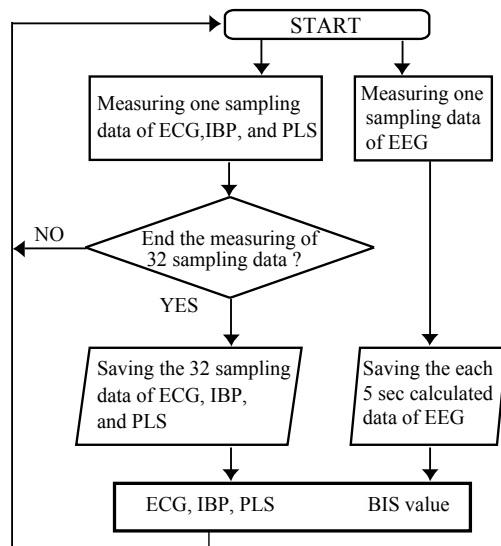 START
Measuring one sampling
data of ECG,IBP, and PLS
Measuring one
sampling data
of EEG
NO
End the measuring of
32 sampling data ?
YES
Saving the 32 sampling
data of ECG, IBP,
and PLS
Saving the each
5 sec calculated
data of EEG
ECG, IBP, PLS
BIS value